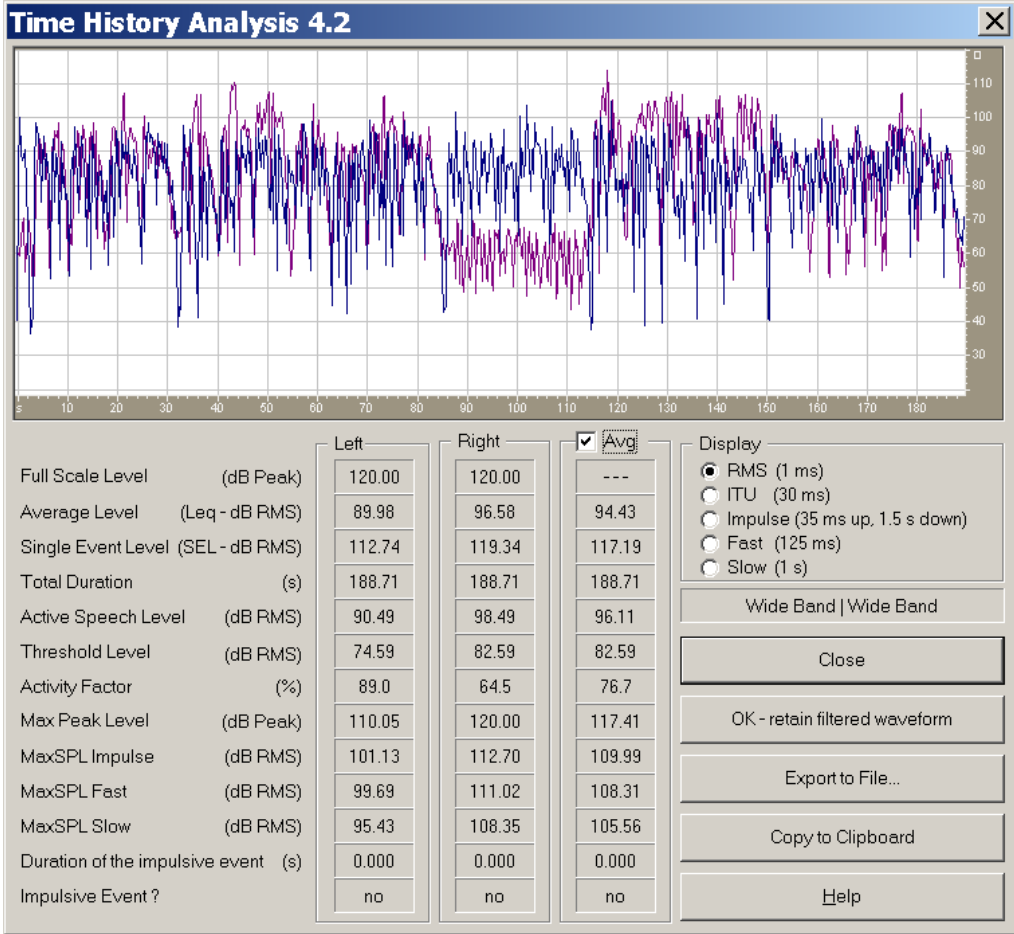 Time History Analysis 4.2
110
100
90
80
70
60
50
40
30
s 10 20 30 40 50 60 70 80 90 100 110 120 130 140 150 160 170 180
Left Right Avg
Full Scale Level (dB Peak) 120.00 120.00 ---
Average Level (Leq - dB RMS) 89.98 96.58 94.43
Single Event Level (SEL - dB RMS) 112.74 119.34 117.19
Total Duration (s) 188.71 188.71 188.71
Active Speech Level (dB RMS) 90.49 98.49 96.11
Threshold Level (dB RMS) 74.59 82.59 82.59
Activity Factor (%) 89.0 64.5 76.7
Max Peak Level (dB Peak) 110.05 120.00 117.41
MaxSPL Impulse (dB RMS) 101.13 112.70 109.99
MaxSPL Fast (dB RMS) 99.69 111.02 108.31
MaxSPL Slow (dB RMS) 95.43 108.35 105.56
Duration of the impulsive event (s) 0.000 0.000 0.000
Impulsive Event ? no no no
Display
RMS (1 ms)
ITU (30 ms)
Impulse (35 ms up, 1.5 s down)
Fast (125 ms)
Slow (1 s)
Wide Band | Wide Band
Close
OK - retain filtered waveform
Export to File...
Copy to Clipboard
Help